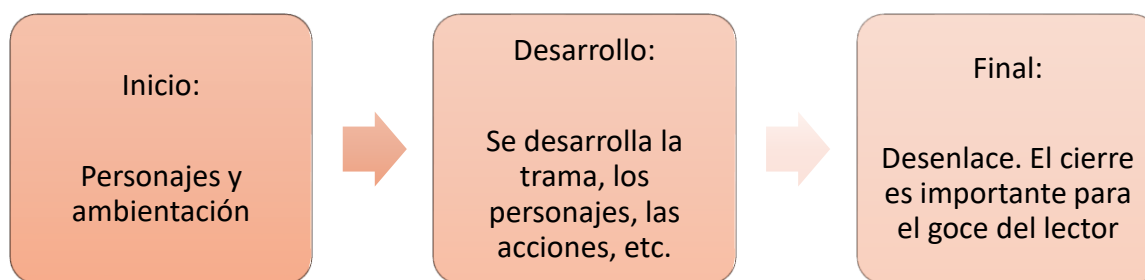 Inicio:
Personajes y
ambientación
Desarrollo:
Se desarrolla la
trama, los
personajes, las
acciones, etc.
Final:
Desenlace. El cierre
es importante para
el goce del lector